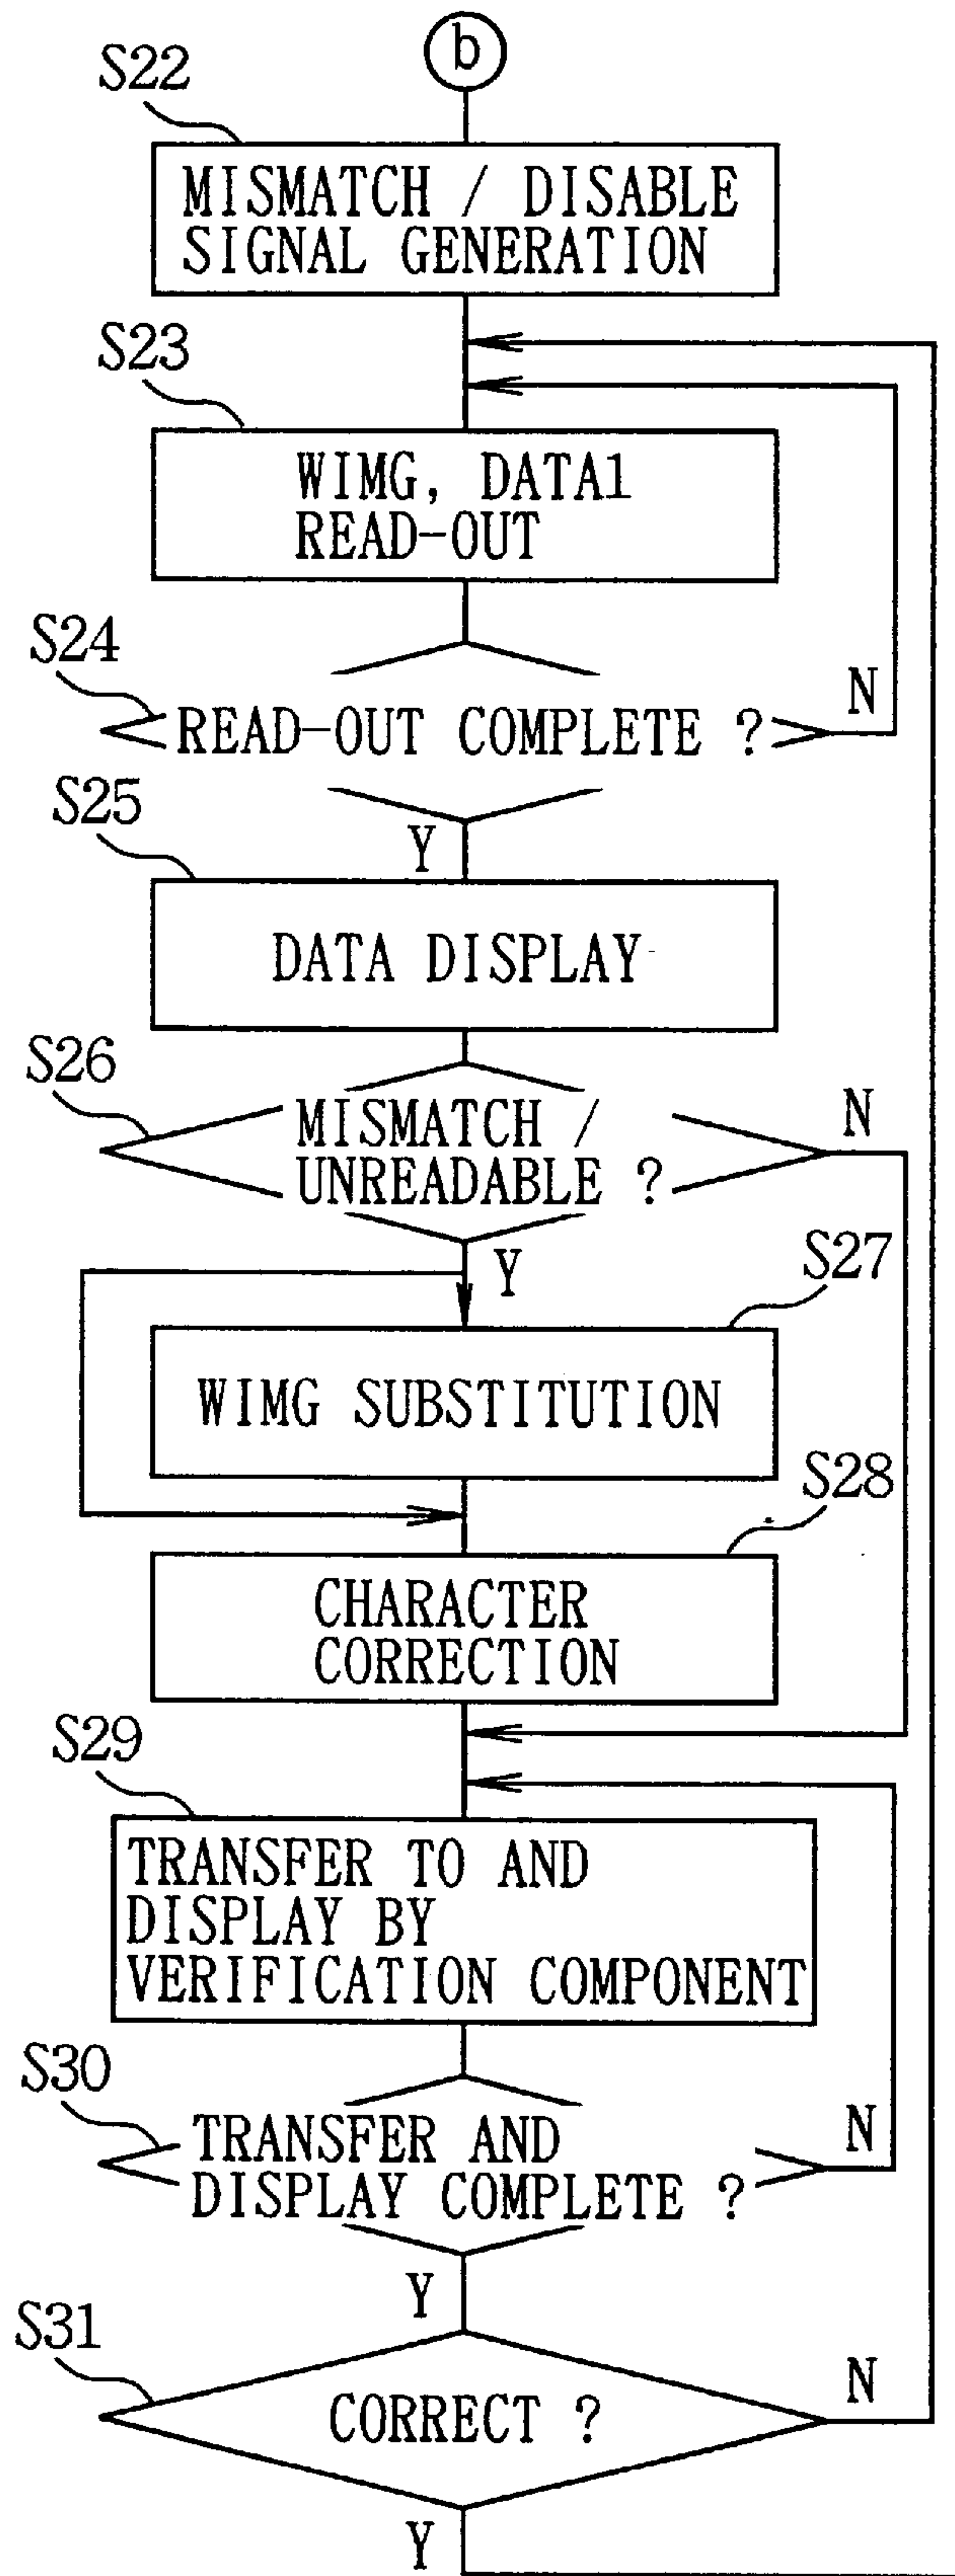 b
S22
MISMATCH / DISABLE
SIGNAL GENERATION
S23
WIMG, DATA1
READ-OUT
S24
READ-OUT COMPLETE ?
N
S25
Y
DATA DISPLAY
S26
MISMATCH /
UNREADABLE ?
N
Y
S27
WIMG SUBSTITUTION
S28
CHARACTER
CORRECTION
S29
TRANSFER TO AND
DISPLAY BY
VERIFICATION COMPONENT
S30
TRANSFER AND
DISPLAY COMPLETE ?
N
Y
S31
CORRECT ?
N
Y